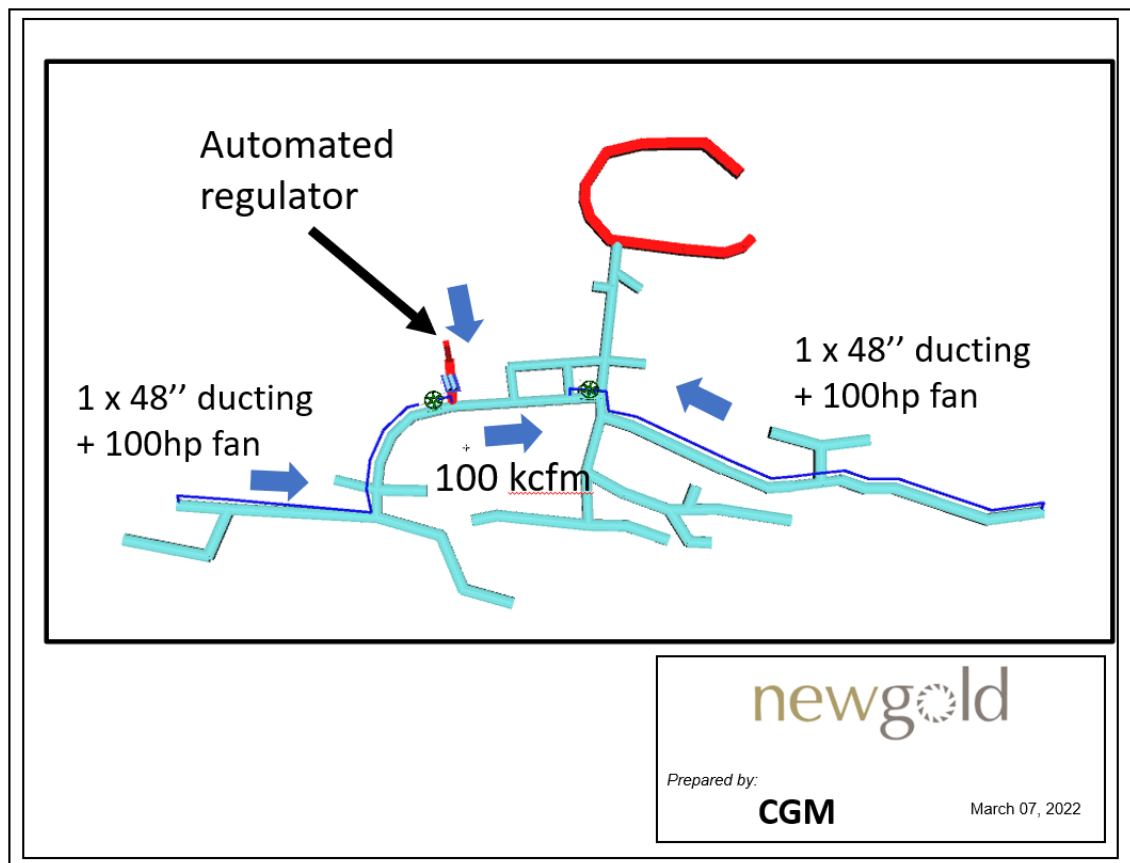 Automated
regulator
1 x 48’’ ducting
+ 100hp fan
1 x 48’’ ducting
+ 100hp fan
100 kcfm
newgold
Prepared by:
CGM
March 07, 2022